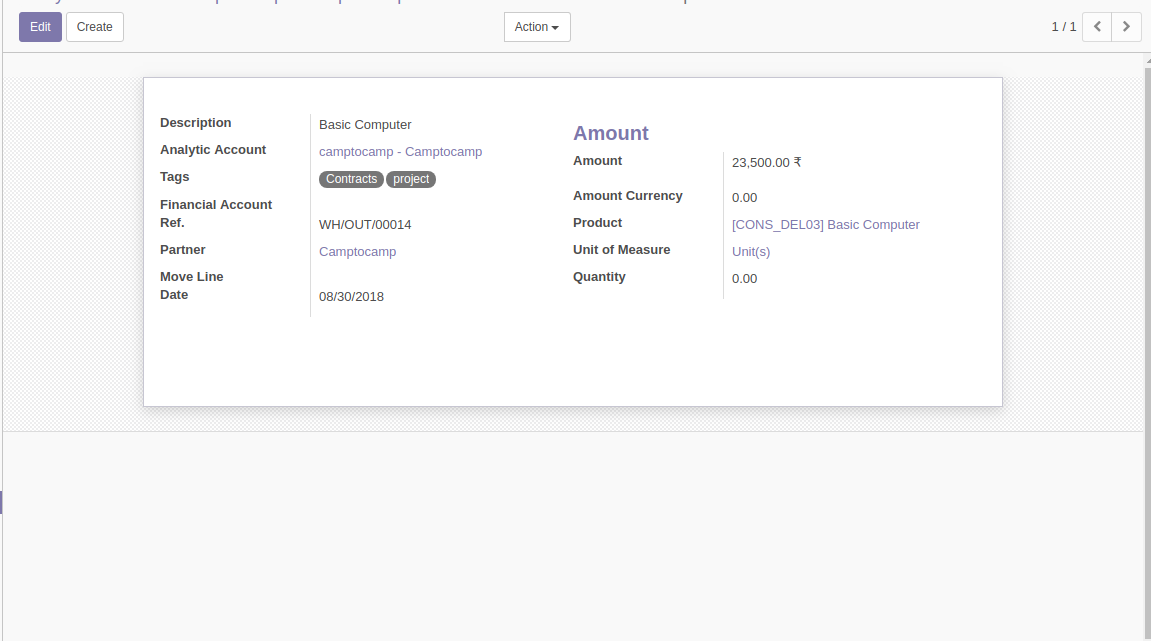 Edit Create Action 1 / 1
Description Basic Computer
Analytic Account camptocamp - Camptocamp
Tags Contracts project
Financial Account
Ref. WH/OUT/00014
Partner Camptocamp
Move Line
Date 08/30/2018
Amount
Amount 23,500.00 ₹
Amount Currency 0.00
Product [CONS_DEL03] Basic Computer
Unit of Measure Unit(s)
Quantity 0.00